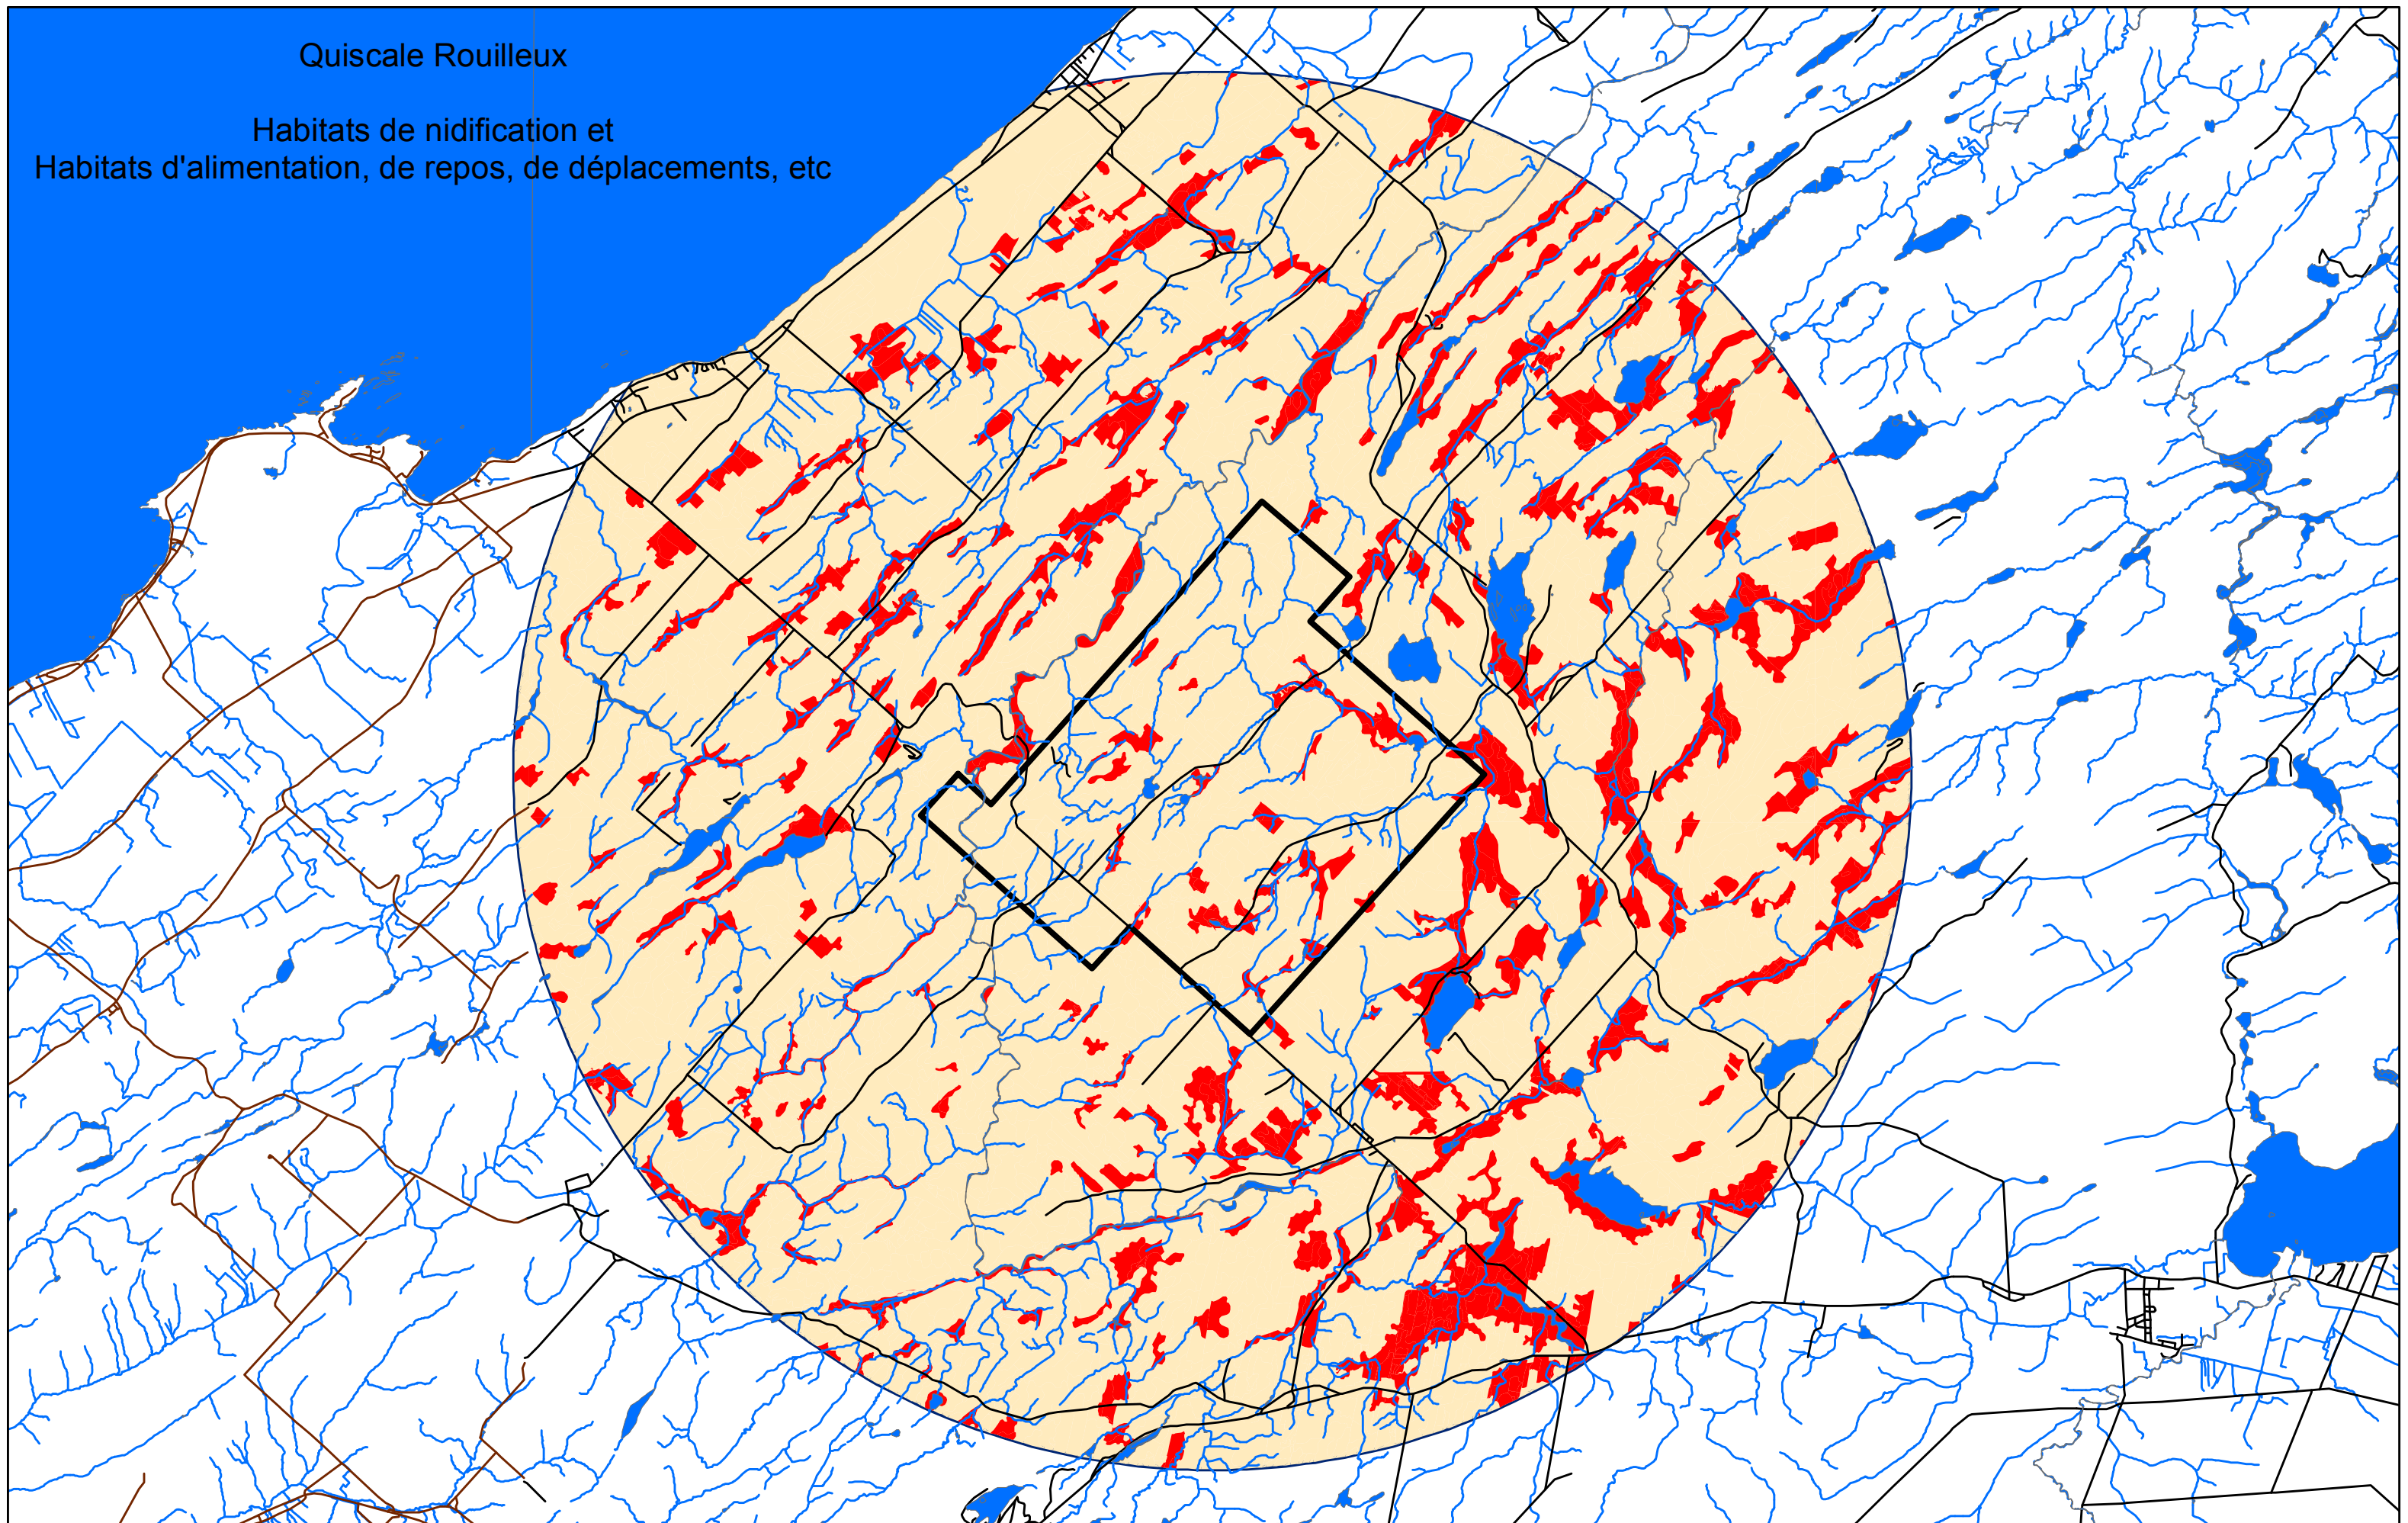 Quiscale Rouilleux
Habitats de nidification et
Habitats d'alimentation, de repos, de déplacements, etc